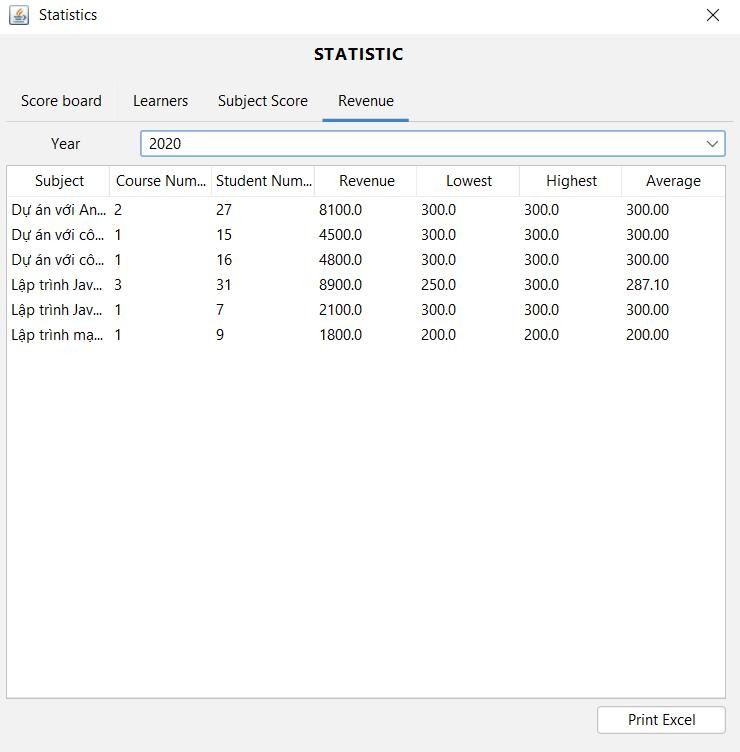 Statistics
STATISTIC
Score board Learners Subject Score Revenue
Year 2020
Subject Course Num... Student Num... Revenue Lowest Highest Average
Dự án với An... 2 27 8100.0 300.0 300.0 300.00
Dự án với cô... 1 15 4500.0 300.0 300.0 300.00
Dự án với cô... 1 16 4800.0 300.0 300.0 300.00
Lập trình Jav... 3 31 8900.0 250.0 300.0 287.10
Lập trình Jav... 1 7 2100.0 300.0 300.0 300.00
Lập trình mạ... 1 9 1800.0 200.0 200.0 200.00
Print Excel